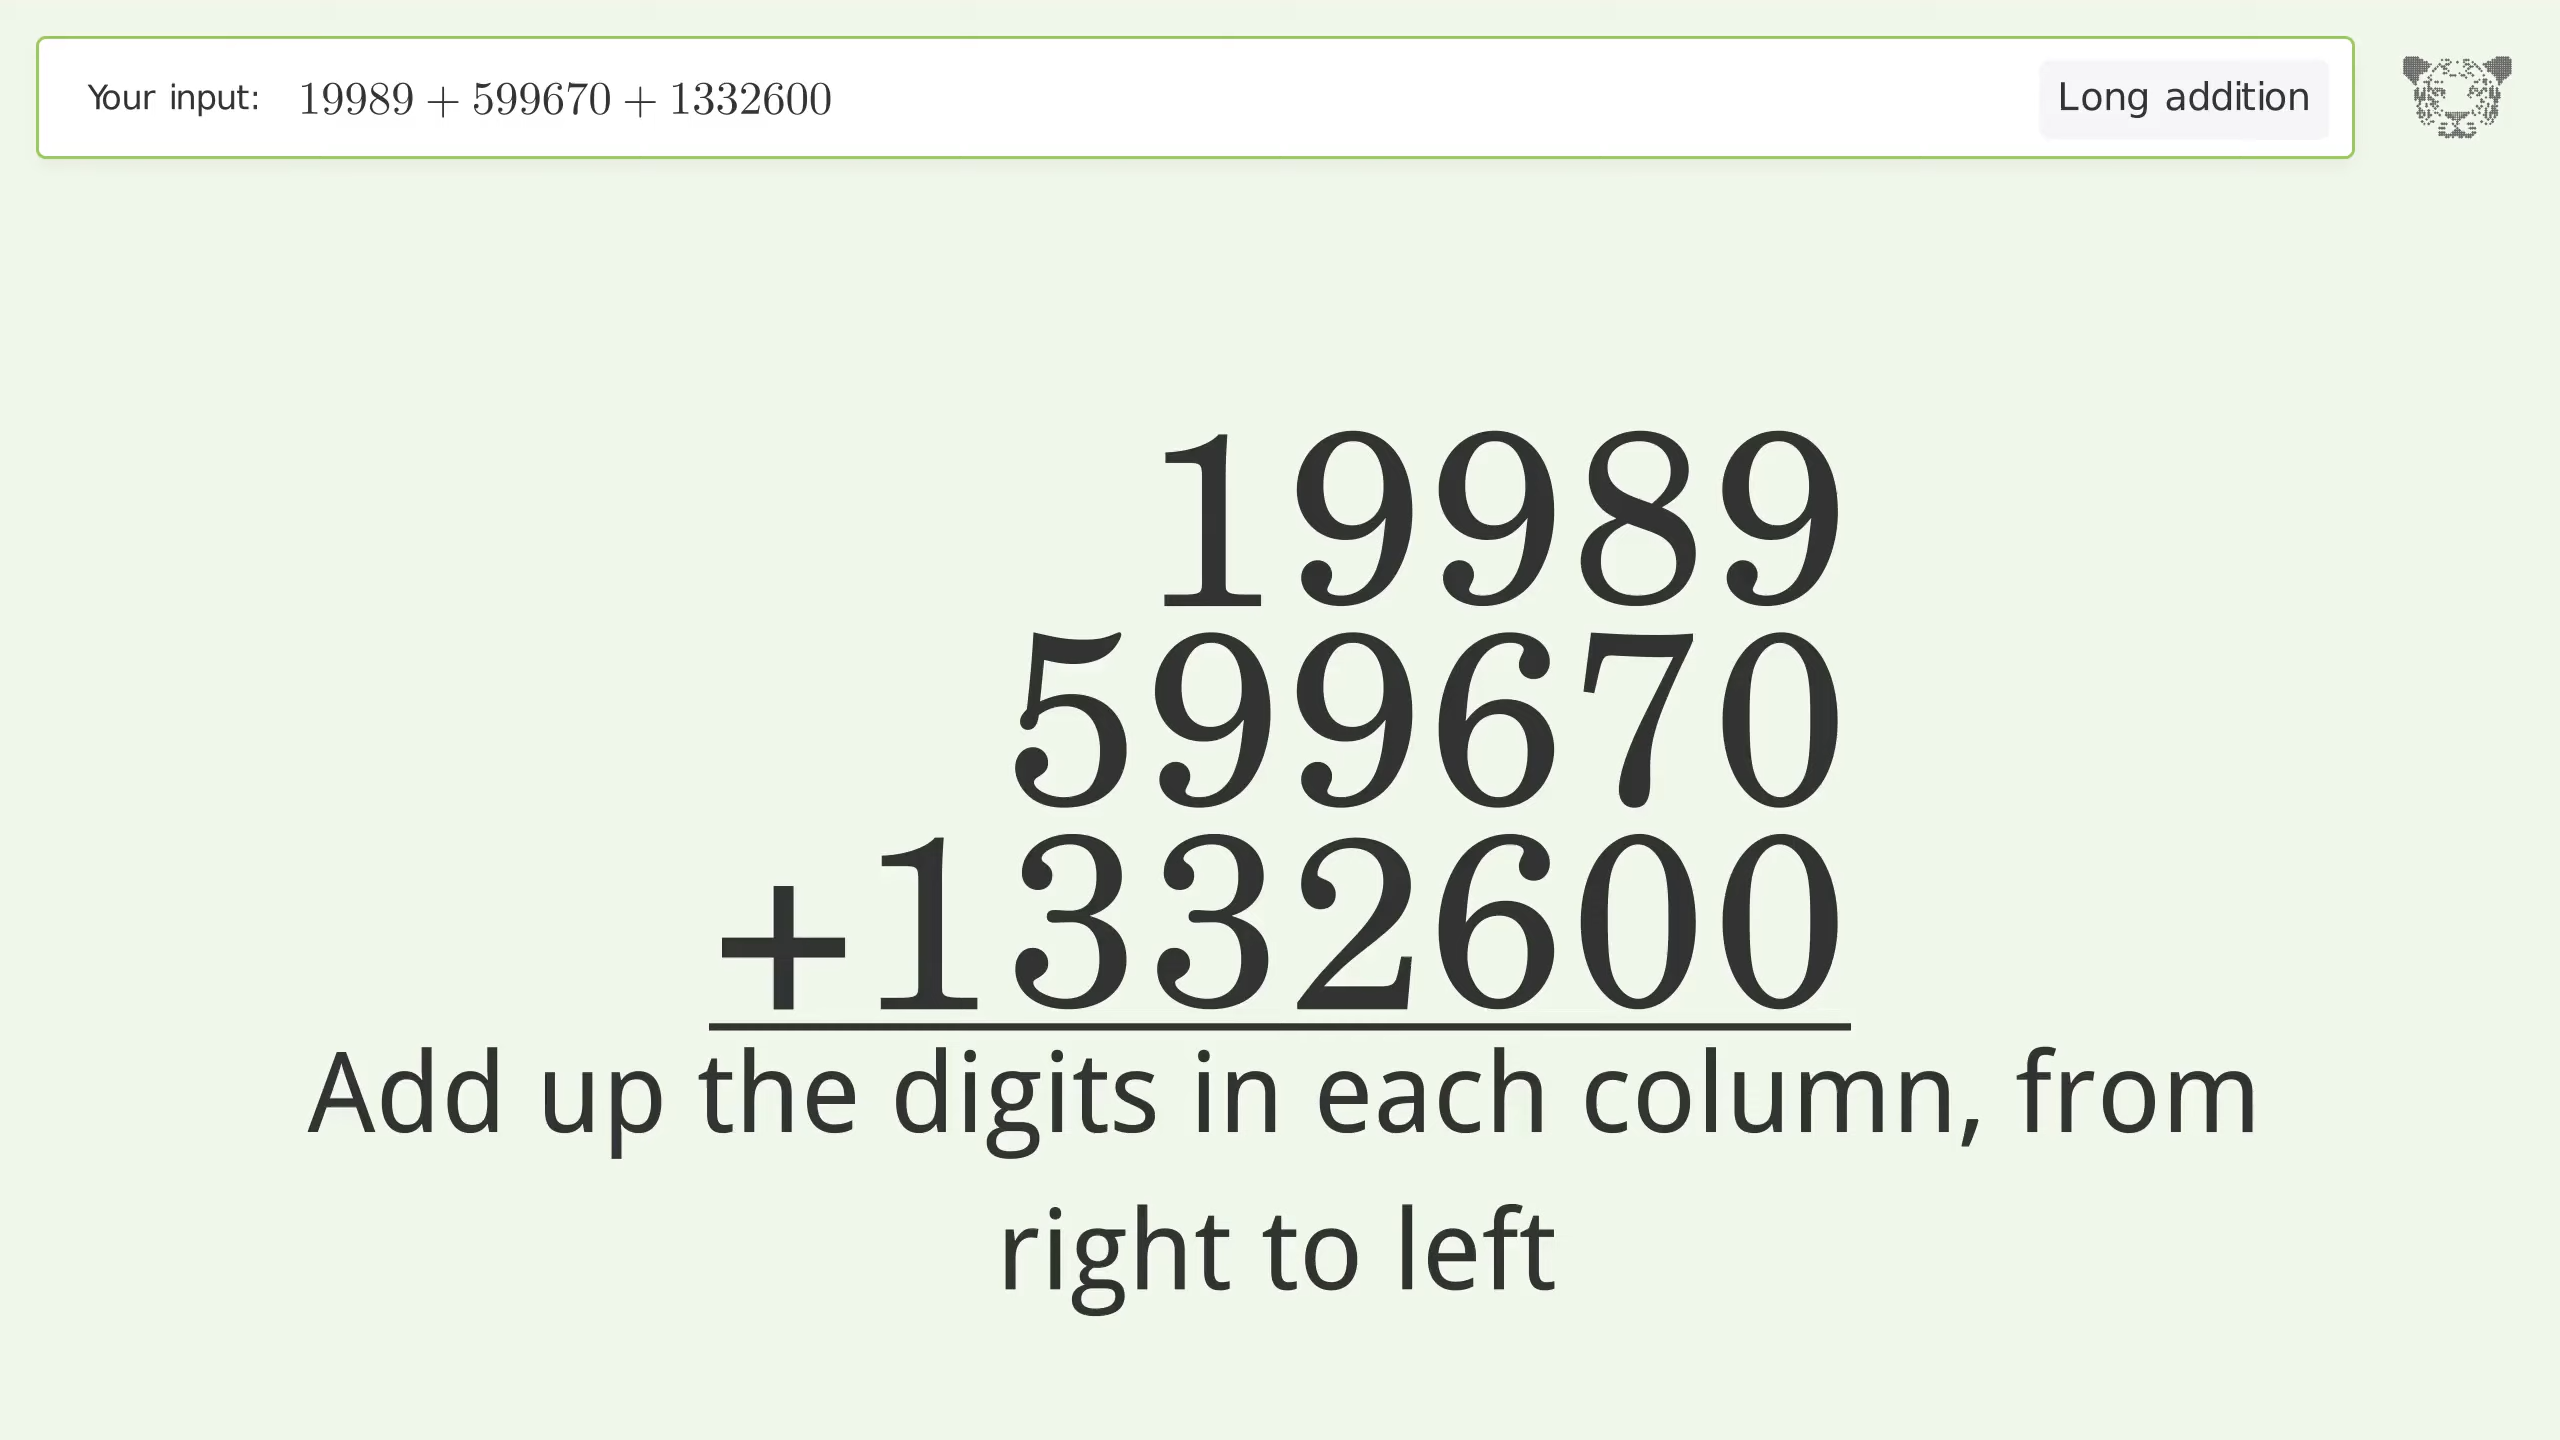 Your input: 19989 + 599670 + 1332600
Long addition
19989
599670
+1332600
Add up the digits in each column, from
right to left